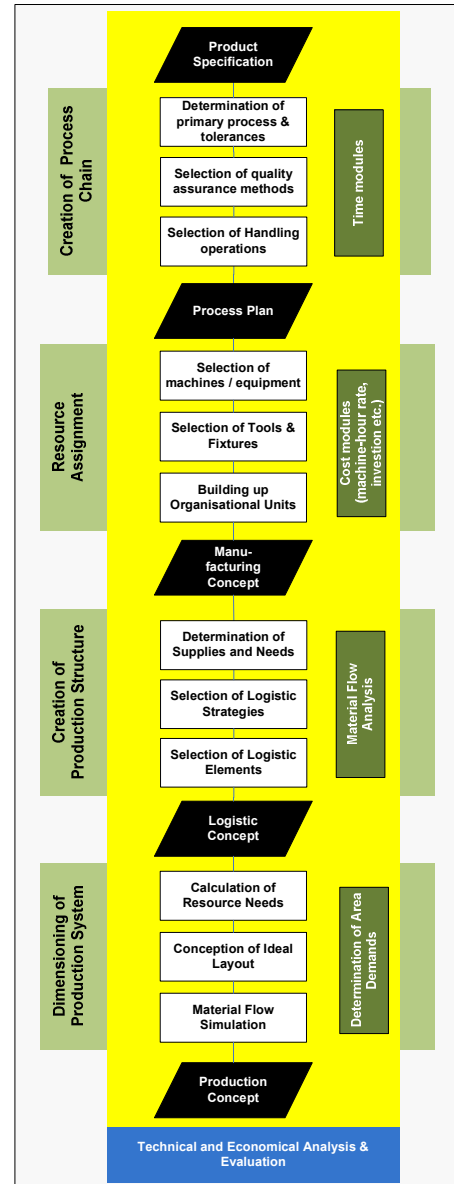 Product
Specification
Creation of Process
Chain
Determination of
primary process &
tolerances
Selection of quality
assurance methods
Selection of Handling
operations
Time modules
Process Plan
Resource
Assignment
Selection of
machines / equipment
Selection of Tools &
Fixtures
Building up
Organisational Units
Cost modules
(machine-hour rate,
investion etc.)
Manu-
facturing
Concept
Creation of
Production Structure
Determination of
Supplies and Needs
Selection of Logistic
Strategies
Selection of Logistic
Elements
Material Flow
Analysis
Logistic
Concept
Dimensioning of
Production System
Calculation of
Resource Needs
Conception of Ideal
Layout
Material Flow
Simulation
Determination of Area
Demands
Production
Concept
Technical and Economical Analysis &
Evaluation